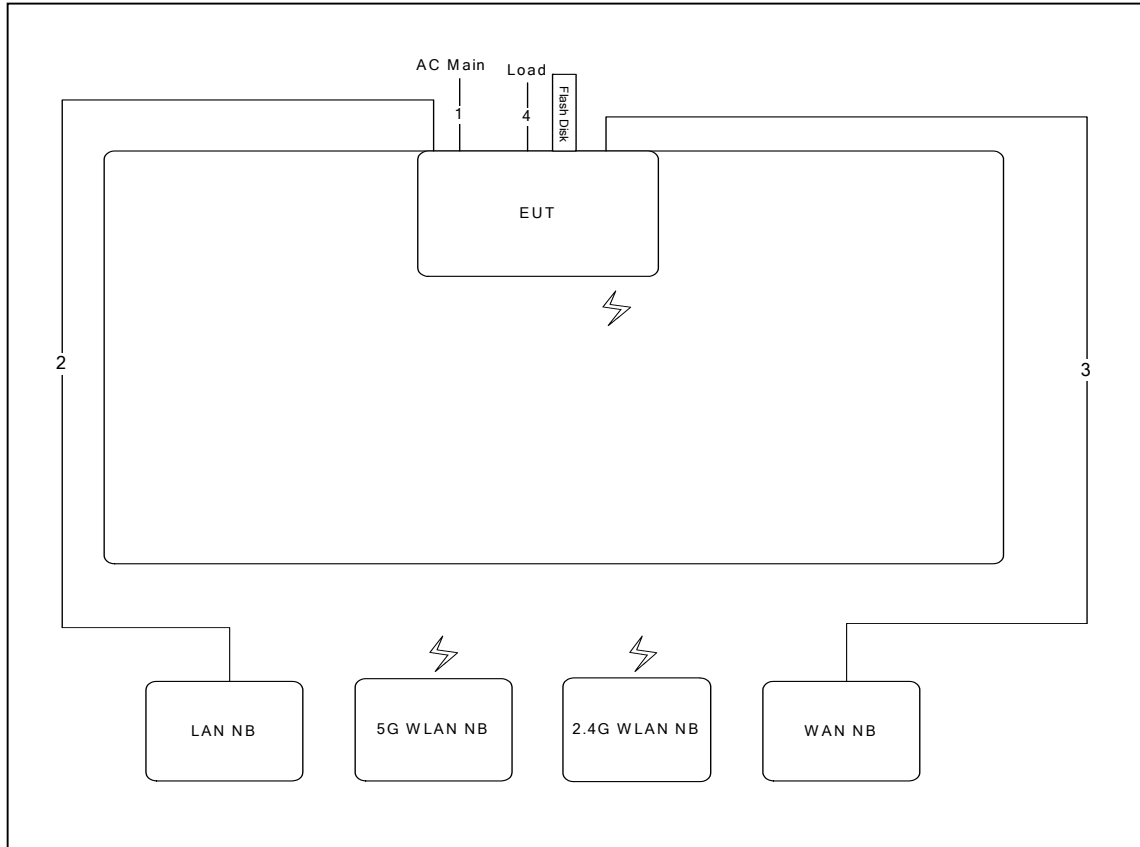 AC Main
Load
1
4
Flash Disk
EUT
2
3
LAN NB
5G WLAN NB
2.4G WLAN NB
WAN NB